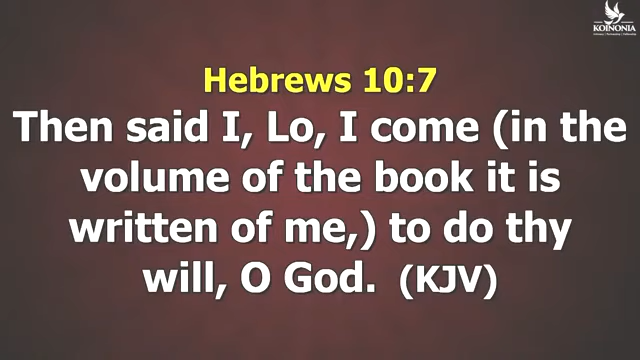 KOINONIA
Hebrews 10:7
Then said I, Lo, I come (in the
volume of the book it is
written of me,) to do thy
will, O God. (KJV)